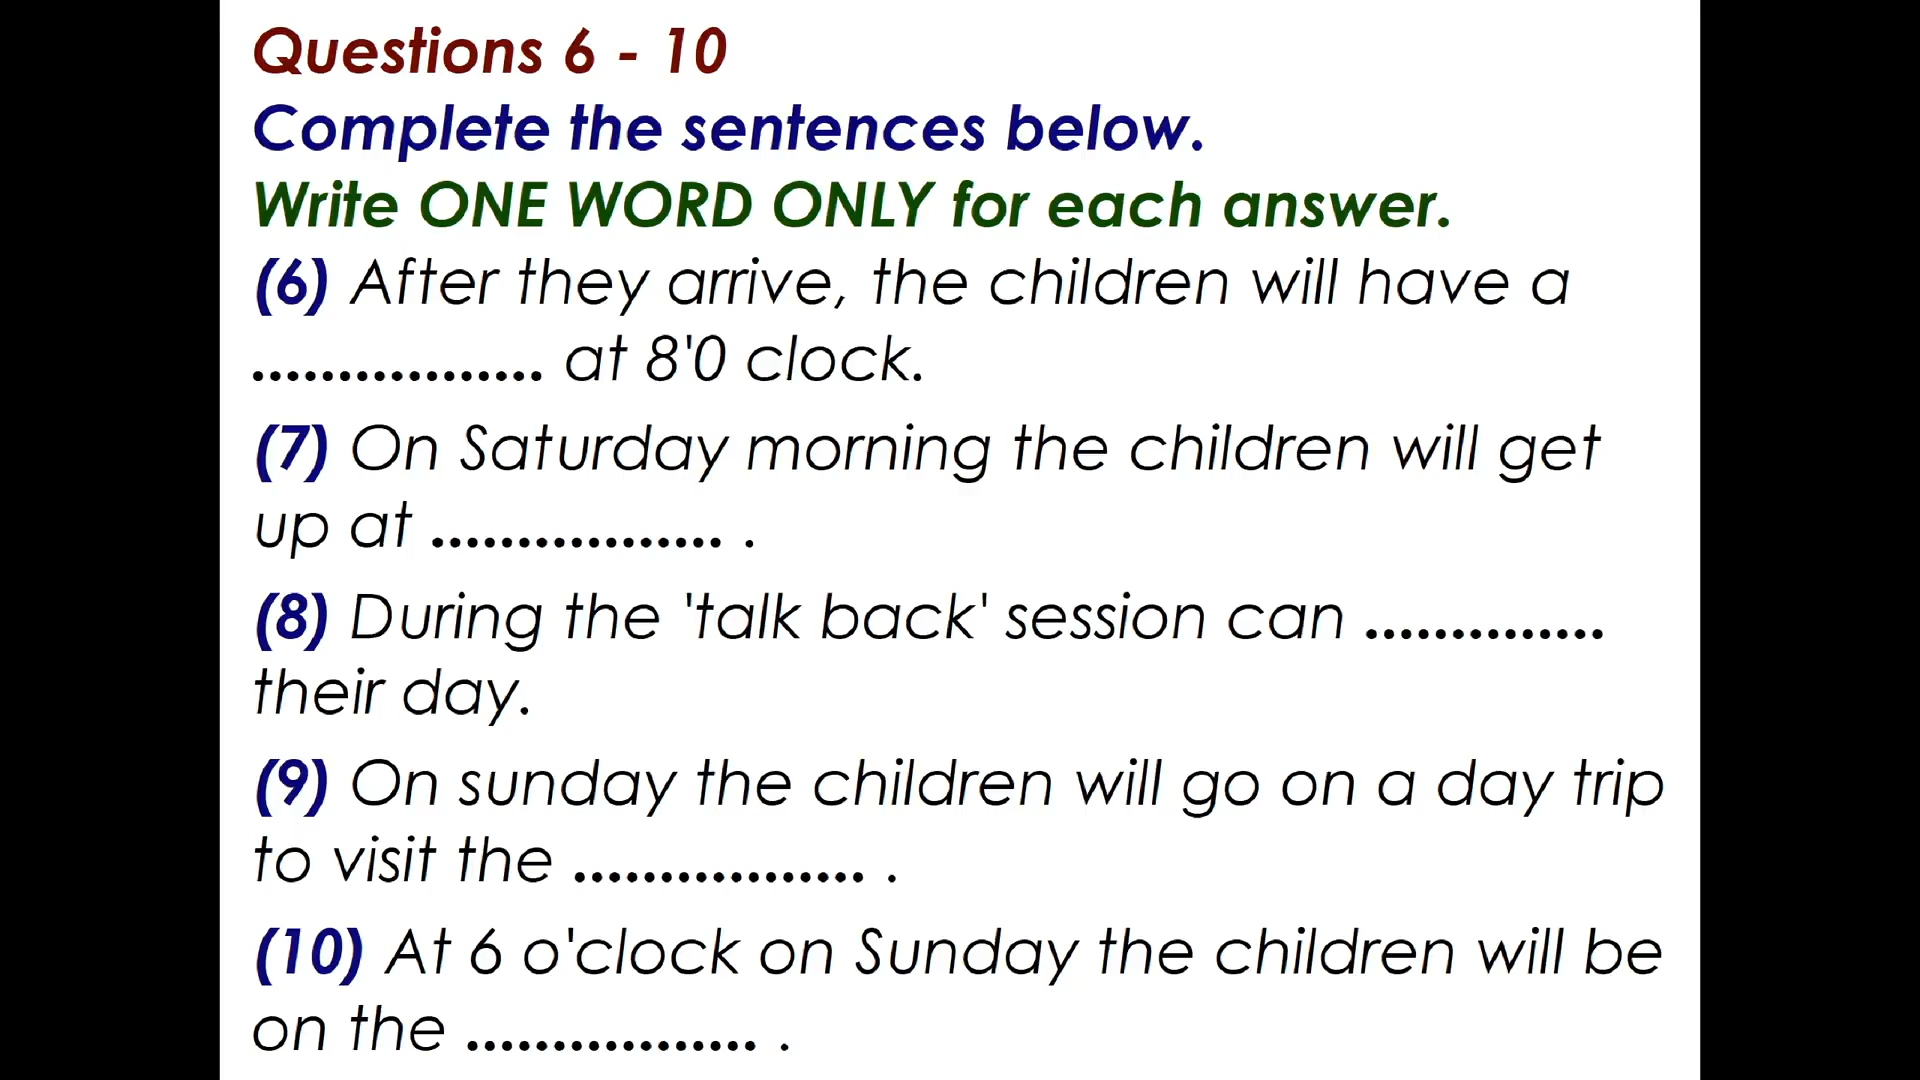 Questions 6 - 10
Complete the sentences below.
Write ONE WORD ONLY for each answer.
(6) After they arrive, the children will have a
................. at 8'0 clock.
(7) On Saturday morning the children will get
up at ................. .
(8) During the 'talk back' session can ..............
their day.
(9) On sunday the children will go on a day trip
to visit the ................. .
(10) At 6 o'clock on Sunday the children will be
on the ................. .